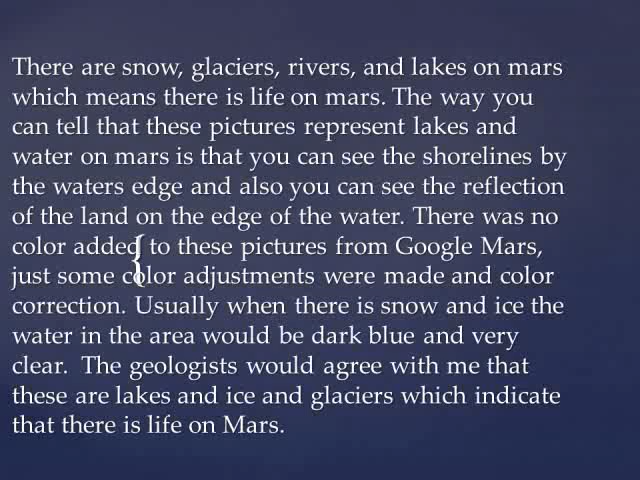 There are snow, glaciers, rivers, and lakes on mars
which means there is life on mars. The way you
can tell that these pictures represent lakes and
water on mars is that you can see the shorelines by
the waters edge and also you can see the reflection
of the land on the edge of the water. There was no
color added to these pictures from Google Mars,
just some color adjustments were made and color
correction. Usually when there is snow and ice the
water in the area would be dark blue and very
clear.  The geologists would agree with me that
these are lakes and ice and glaciers which indicate
that there is life on Mars.
{